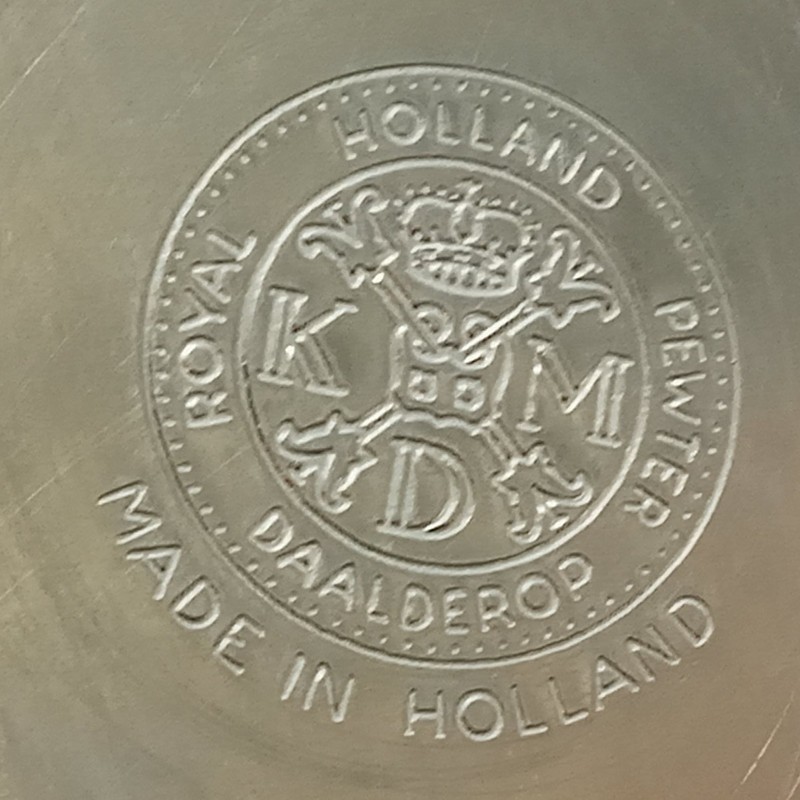 ROYAL HOLLAND PEWTER
DAALDEROP
K M
D
MADE IN HOLLAND